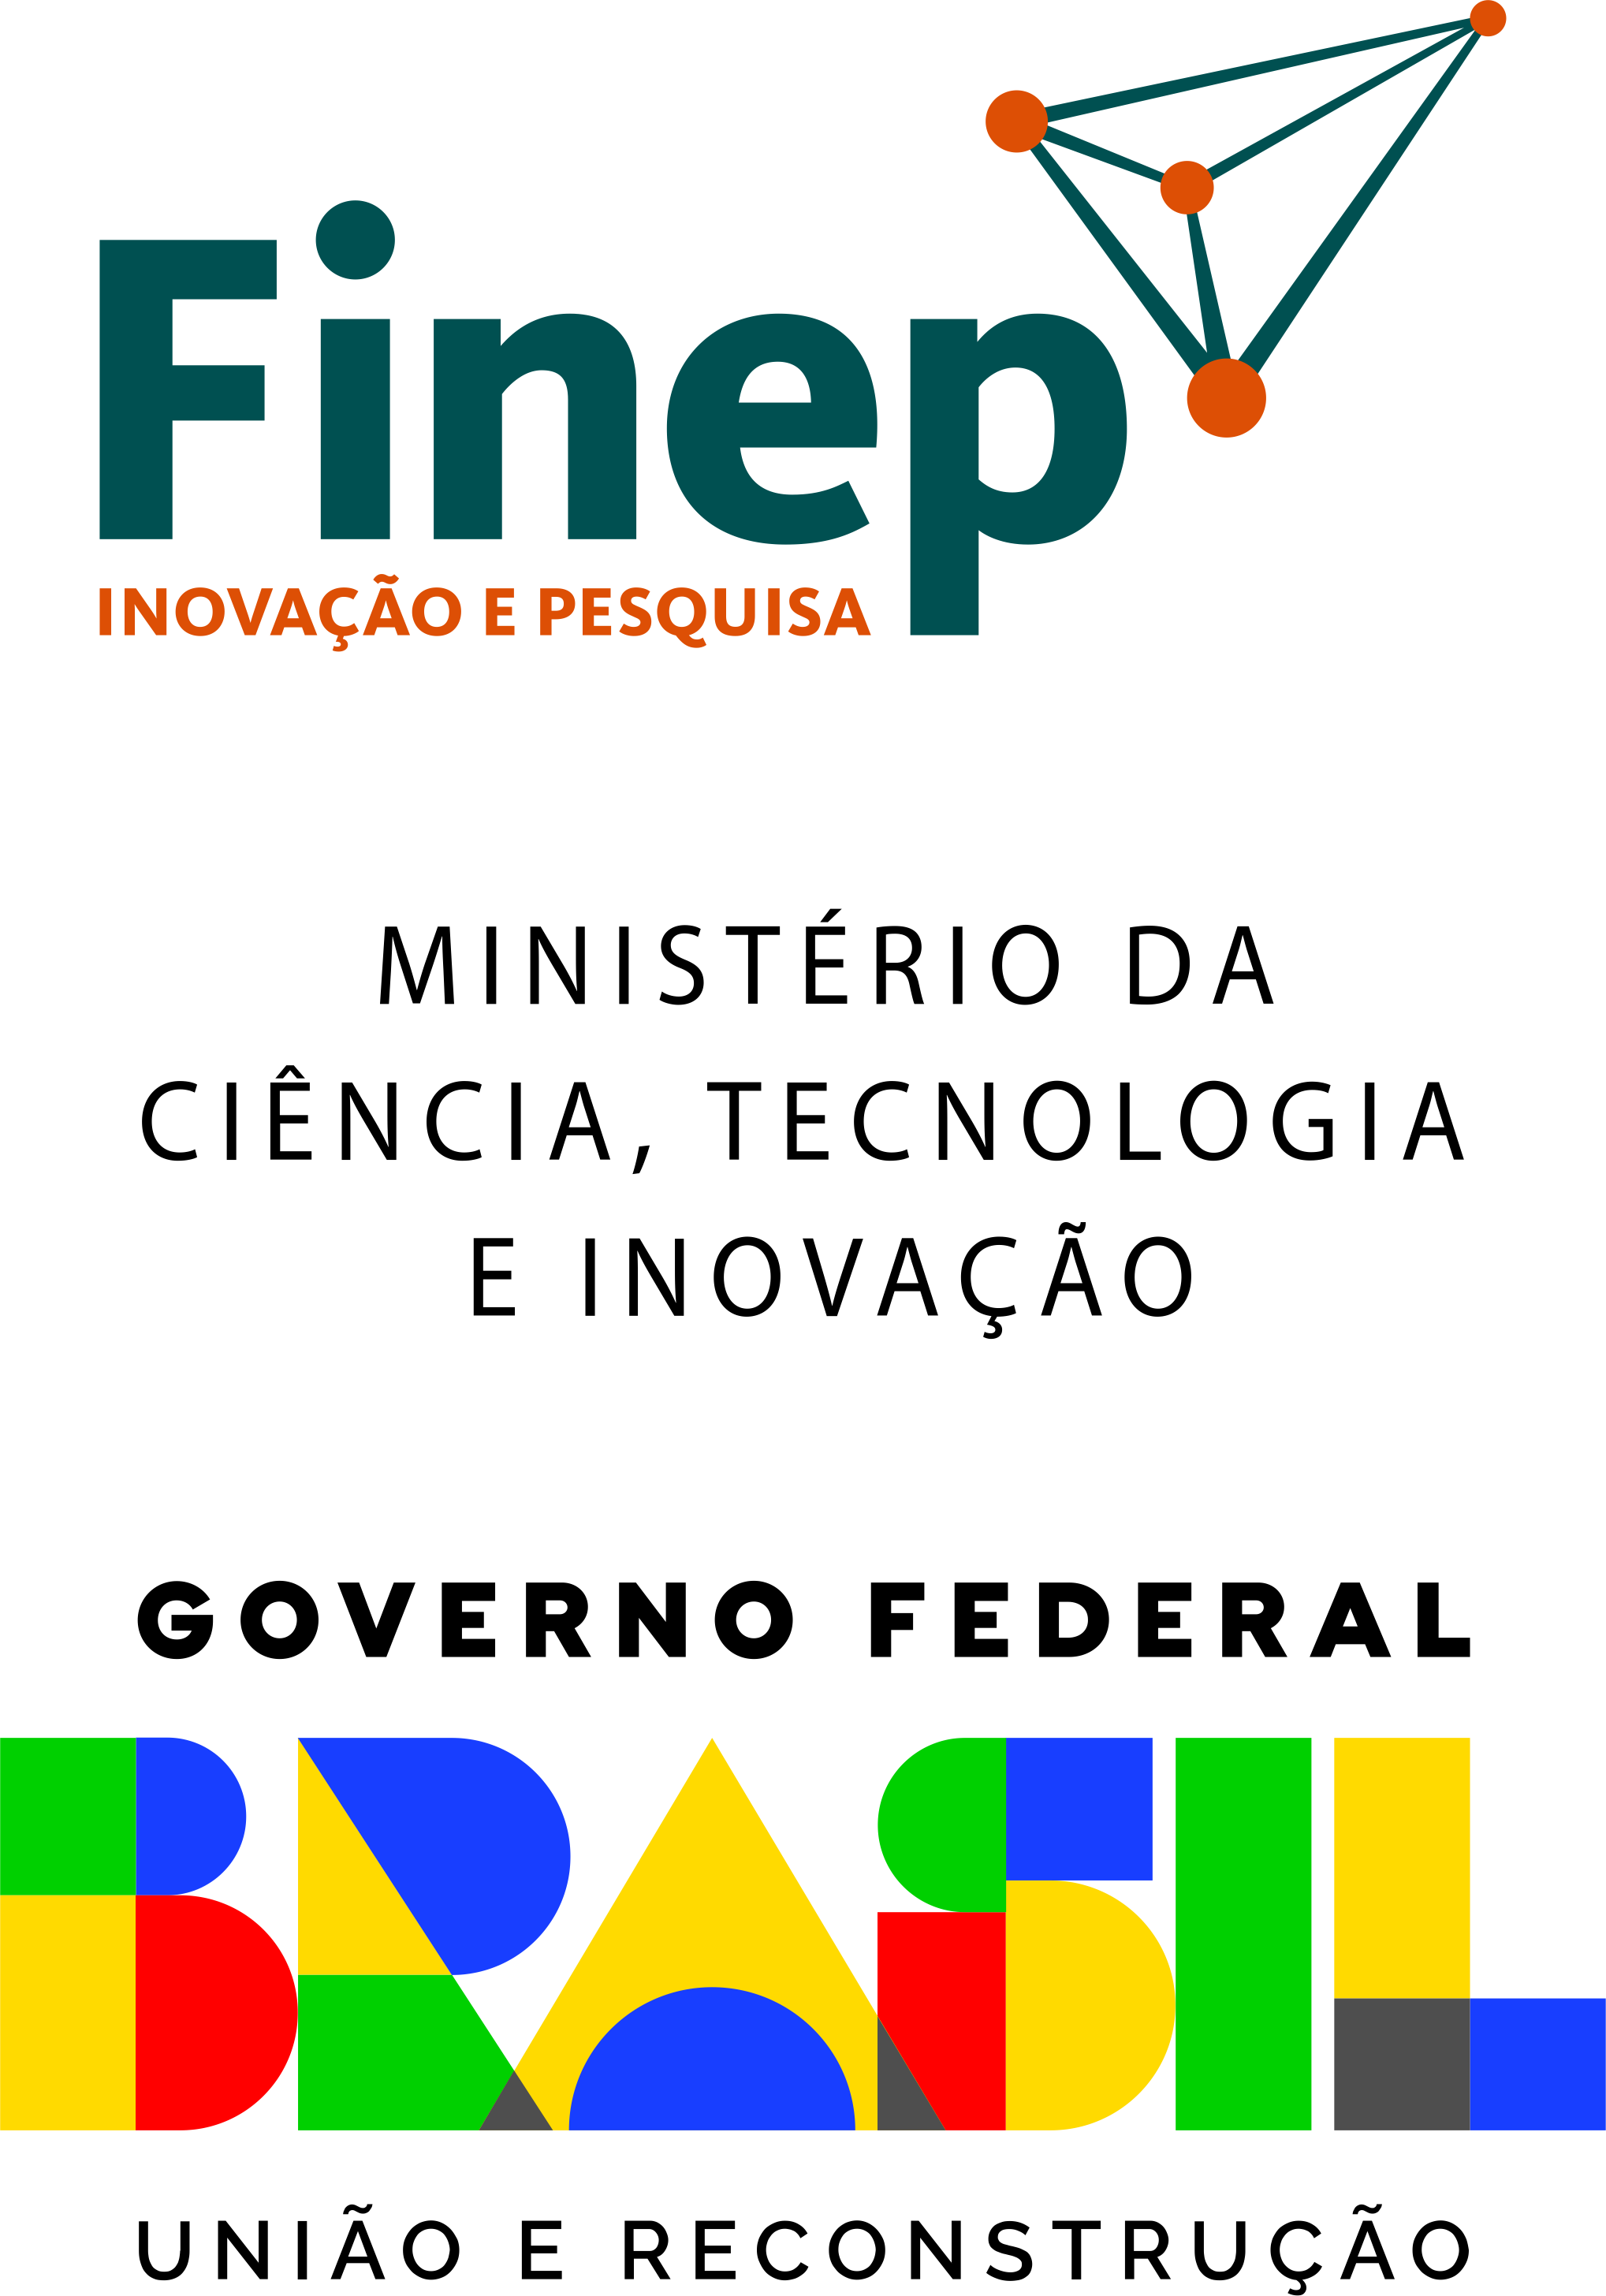 Finep
INOVAÇÃO E PESQUISA
MINISTÉRIO DA
CIÊNCIA, TECNOLOGIA
E INOVAÇÃO
GOVERNO FEDERAL
BRASIL
UNIÃO E RECONSTRUÇÃO